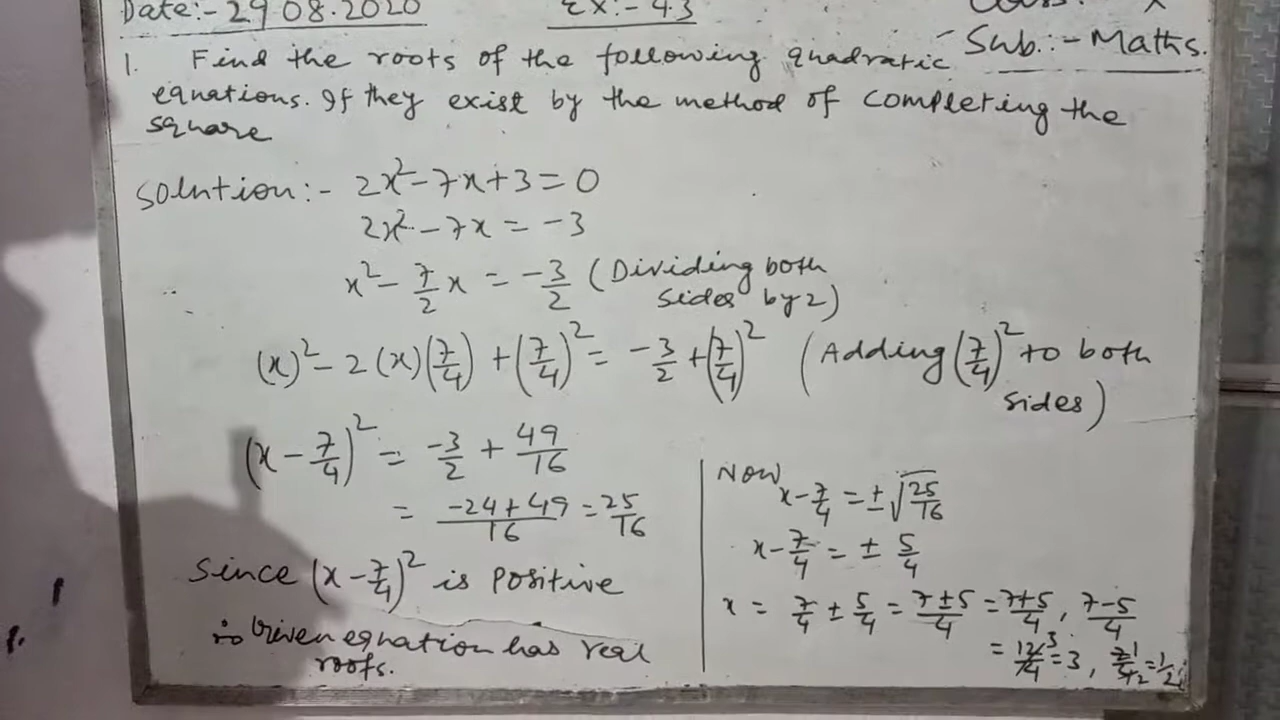 Date:- 29 08.2020
Ex:- 4.3
Sub.:- Maths.
1. Find the roots of the following quadratic
equations. If they exist by the method of completing the
square
Solution:- 2x² - 7x + 3 = 0
2x² - 7x = -3
x² - 7/2 x = -3/2 (Dividing both
sides by 2)
(x)² - 2(x)(7/4) + (7/4)² = -3/2 + (7/4)² (Adding (7/4)² to both
sides)
(x - 7/4)² = -3/2 + 49/16
= -24+49/16 = 25/16
Since (x - 7/4)² is positive
∴ Given equation has real
roots.
Now
x - 7/4 = ±√25/16
x - 7/4 = ± 5/4
x = 7/4 ± 5/4 = 7±5/4 = 7+5/4, 7-5/4
= 12/4 = 3, 2/4 = 1/2